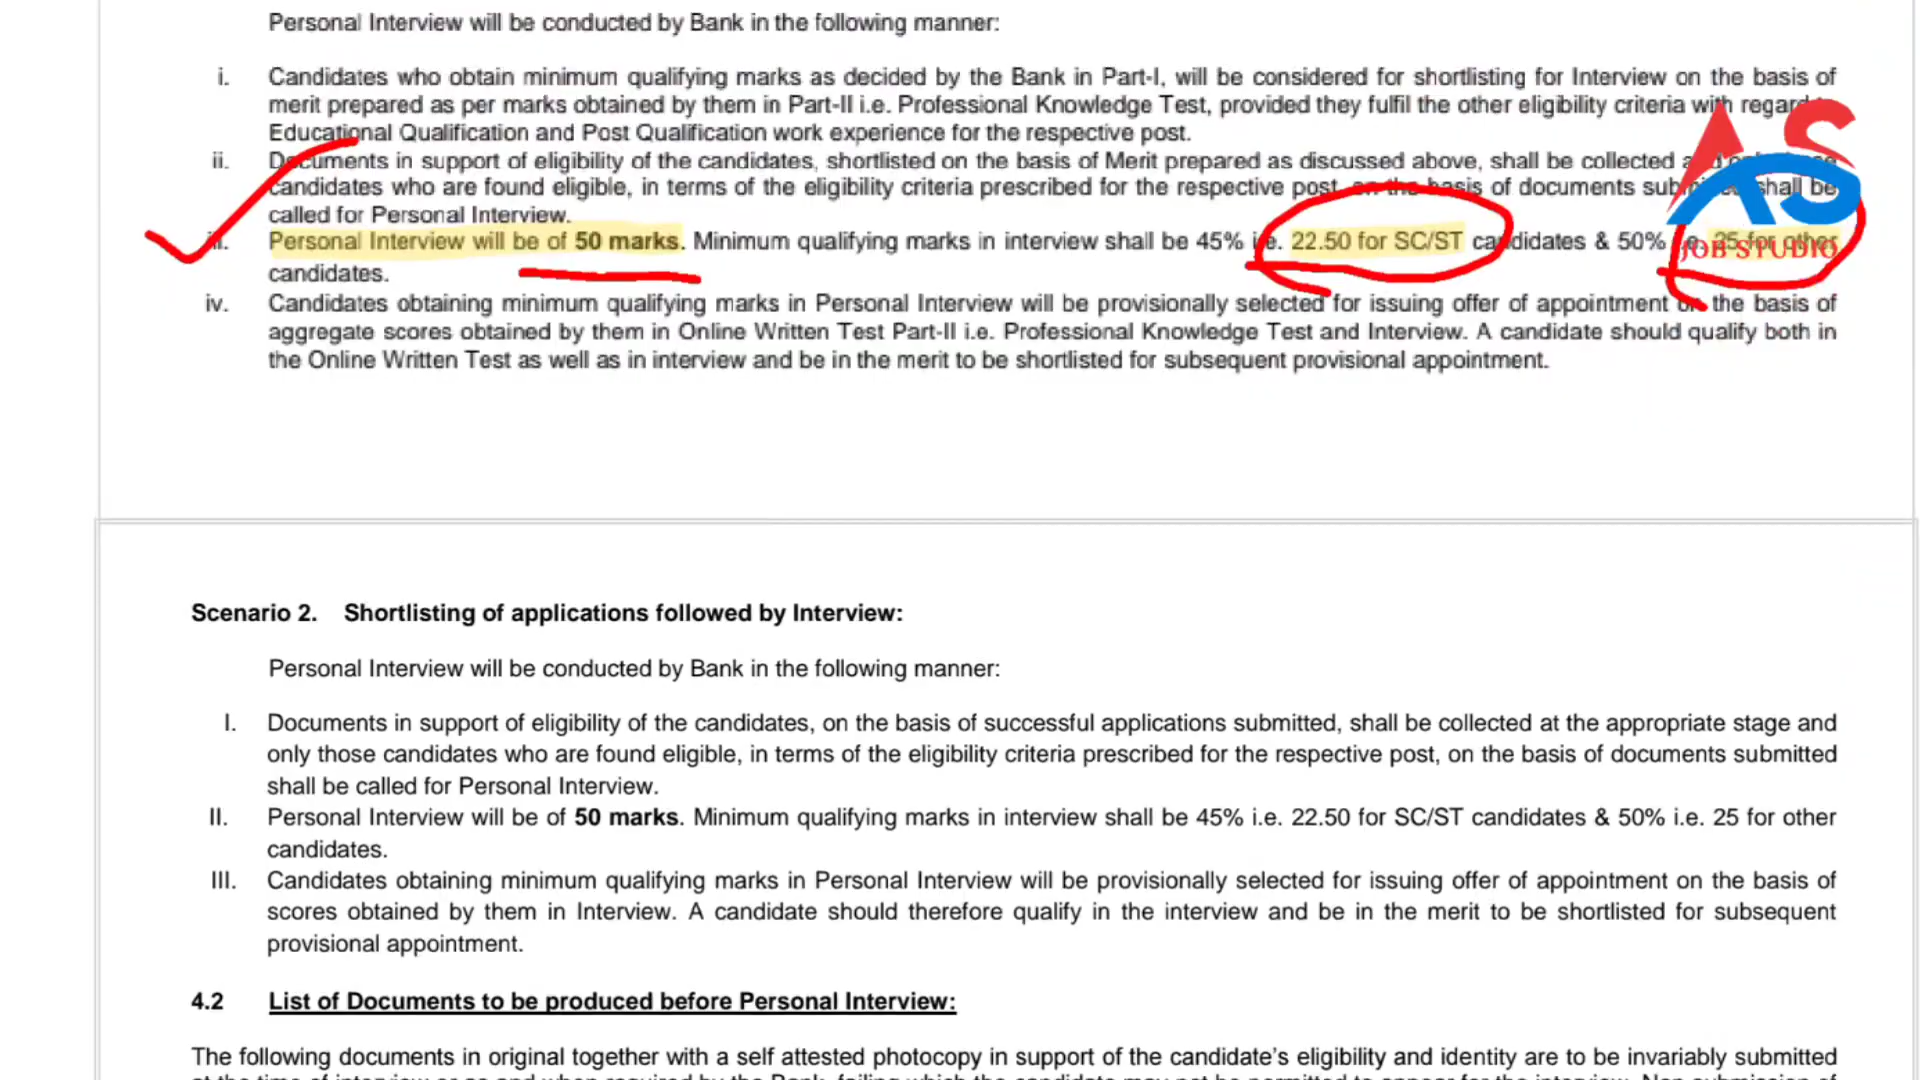 Personal Interview will be conducted by Bank in the following manner:
i. Candidates who obtain minimum qualifying marks as decided by the Bank in Part-I, will be considered for shortlisting for Interview on the basis of
merit prepared as per marks obtained by them in Part-II i.e. Professional Knowledge Test, provided they fulfil the other eligibility criteria with regard
Educational Qualification and Post Qualification work experience for the respective post.
ii. Documents in support of eligibility of the candidates, shortlisted on the basis of Merit prepared as discussed above, shall be collected
candidates who are found eligible, in terms of the eligibility criteria prescribed for the respective post, on the basis of documents shall be
called for Personal Interview.
iii. Personal Interview will be of 50 marks. Minimum qualifying marks in interview shall be 45% i.e. 22.50 for SC/ST candidates & 50% i.e. 25 for other
candidates.
iv. Candidates obtaining minimum qualifying marks in Personal Interview will be provisionally selected for issuing offer of appointment on the basis of
aggregate scores obtained by them in Online Written Test Part-II i.e. Professional Knowledge Test and Interview. A candidate should qualify both in
the Online Written Test as well as in interview and be in the merit to be shortlisted for subsequent provisional appointment.
AS
JOB STUDIO
Scenario 2. Shortlisting of applications followed by Interview:
Personal Interview will be conducted by Bank in the following manner:
I. Documents in support of eligibility of the candidates, on the basis of successful applications submitted, shall be collected at the appropriate stage and
only those candidates who are found eligible, in terms of the eligibility criteria prescribed for the respective post, on the basis of documents submitted
shall be called for Personal Interview.
II. Personal Interview will be of 50 marks. Minimum qualifying marks in interview shall be 45% i.e. 22.50 for SC/ST candidates & 50% i.e. 25 for other
candidates.
III. Candidates obtaining minimum qualifying marks in Personal Interview will be provisionally selected for issuing offer of appointment on the basis of
scores obtained by them in Interview. A candidate should therefore qualify in the interview and be in the merit to be shortlisted for subsequent
provisional appointment.
4.2 List of Documents to be produced before Personal Interview:
The following documents in original together with a self attested photocopy in support of the candidate's eligibility and identity are to be invariably submitted